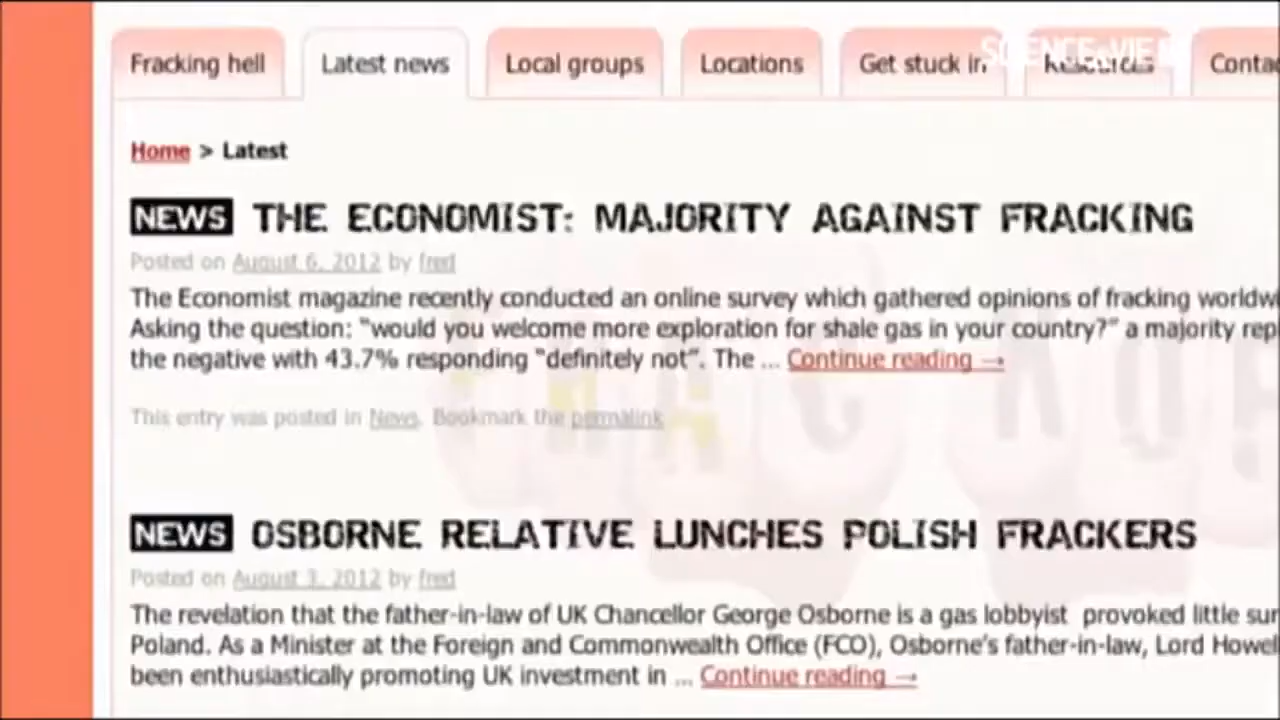 Fracking hell
Latest news
Local groups
Locations
Get stuck in
Resources
SCIENCE VIE
Home > Latest
NEWS THE ECONOMIST: MAJORITY AGAINST FRACKING
Posted on August 6, 2012 by fred
The Economist magazine recently conducted an online survey which gathered opinions of fracking
Asking the question: “would you welcome more exploration for shale gas in your country?” a majority
the negative with 43.7% responding “definitely not”. The ... Continue reading →
This entry was posted in News. Bookmark the permalink
NEWS OSBORNE RELATIVE LUNCHES POLISH FRACKERS
Posted on August 3, 2012 by fred
The revelation that the father-in-law of UK Chancellor George Osborne is a gas lobbyist provoked little
Poland. As a Minister at the Foreign and Commonwealth Office (FCO), Osborne’s father-in-law, Lord Howel
been enthusiastically promoting UK investment in ... Continue reading →